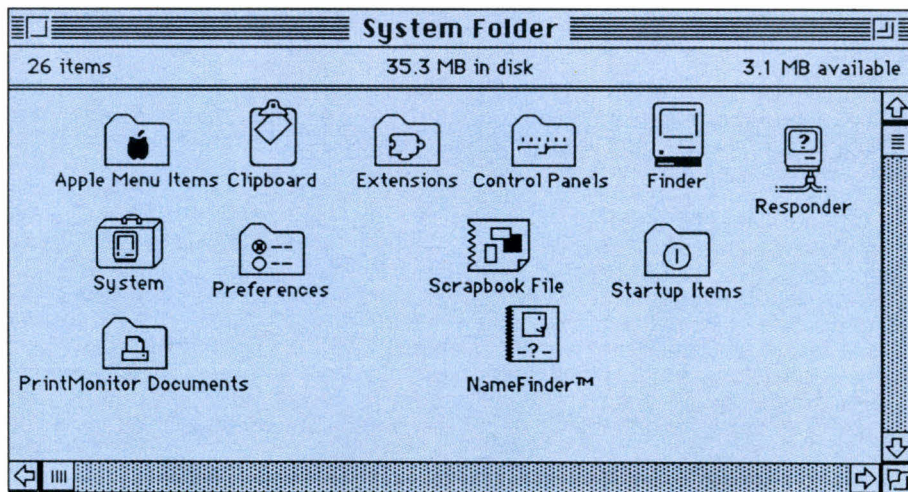 System Folder
26 items 35.3 MB in disk 3.1 MB available
Apple Menu Items Clipboard Extensions Control Panels Finder
?
Responder
System Preferences Scrapbook File Startup Items
-?-
PrintMonitor Documents NameFinder™